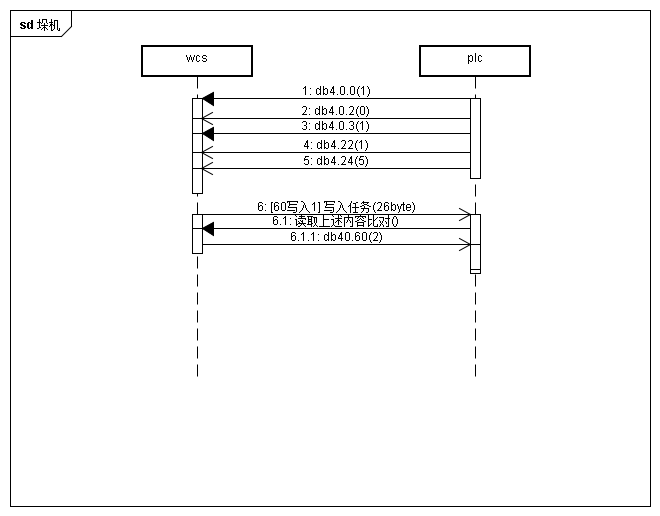 sd 垛机
wcs
plc
1: db4.0.0(1)
2: db4.0.2(0)
3: db4.0.3(1)
4: db4.22(1)
5: db4.24(5)
6: [60写入1] 写入任务(26byte)
6.1: 读取上述内容比对()
6.1.1: db40.60(2)